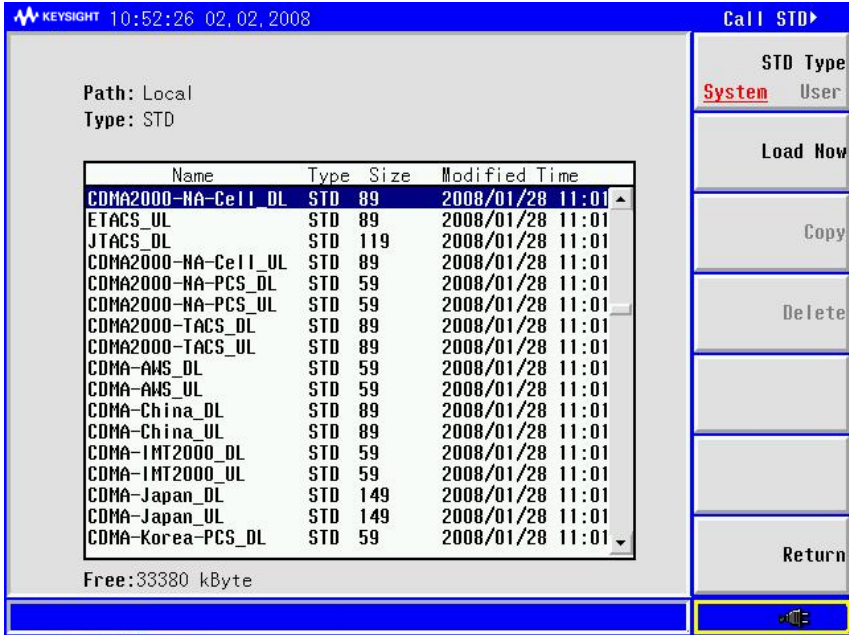 KEYSIGHT 10:52:26 02,02,2008 Call STD
Path: Local
Type: STD
Name Type Size Modified Time
CDMA2000-NA-Cell_DL STD 89 2008/01/28 11:01
ETACS_UL STD 89 2008/01/28 11:01
JTACS_DL STD 119 2008/01/28 11:01
CDMA2000-NA-Cell_UL STD 89 2008/01/28 11:01
CDMA2000-NA-PCS_DL STD 59 2008/01/28 11:01
CDMA2000-NA-PCS_UL STD 59 2008/01/28 11:01
CDMA2000-TACS_DL STD 89 2008/01/28 11:01
CDMA2000-TACS_UL STD 89 2008/01/28 11:01
CDMA-AWS_DL STD 59 2008/01/28 11:01
CDMA-AWS_UL STD 59 2008/01/28 11:01
CDMA-China_DL STD 89 2008/01/28 11:01
CDMA-China_UL STD 89 2008/01/28 11:01
CDMA-IMT2000_DL STD 59 2008/01/28 11:01
CDMA-IMT2000_UL STD 59 2008/01/28 11:01
CDMA-Japan_DL STD 149 2008/01/28 11:01
CDMA-Japan_UL STD 149 2008/01/28 11:01
CDMA-Korea-PCS_DL STD 59 2008/01/28 11:01
Free:33380 kByte
STD Type
System User
Load Now
Copy
Delete
Return